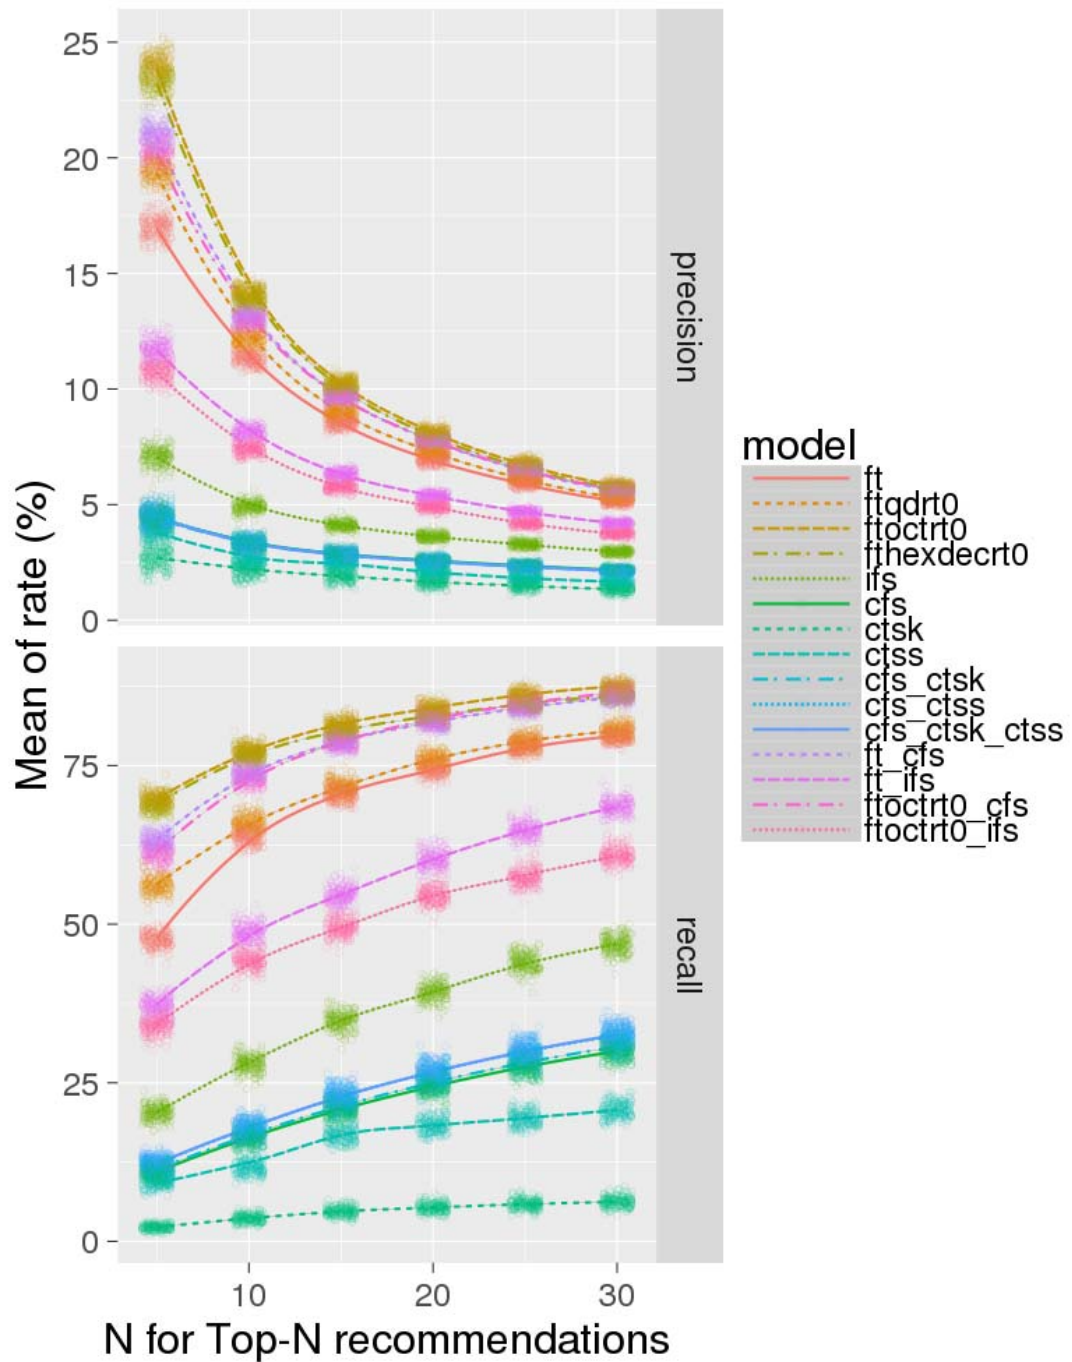 25
20
15
10
5
0
precision
75
50
25
0
recall
10 20 30
N for Top-N recommendations
Mean of rate (%)
model
ft
ftqdrt0
ftoctrt0
fthexdecrt0
ifs
cfs
ctsk
ctss
cfs_ctsk
cfs_ctss
cfs_ctsk_ctss
ft_cfs
ft_ifs
ftoctrt0_cfs
ftoctrt0_ifs